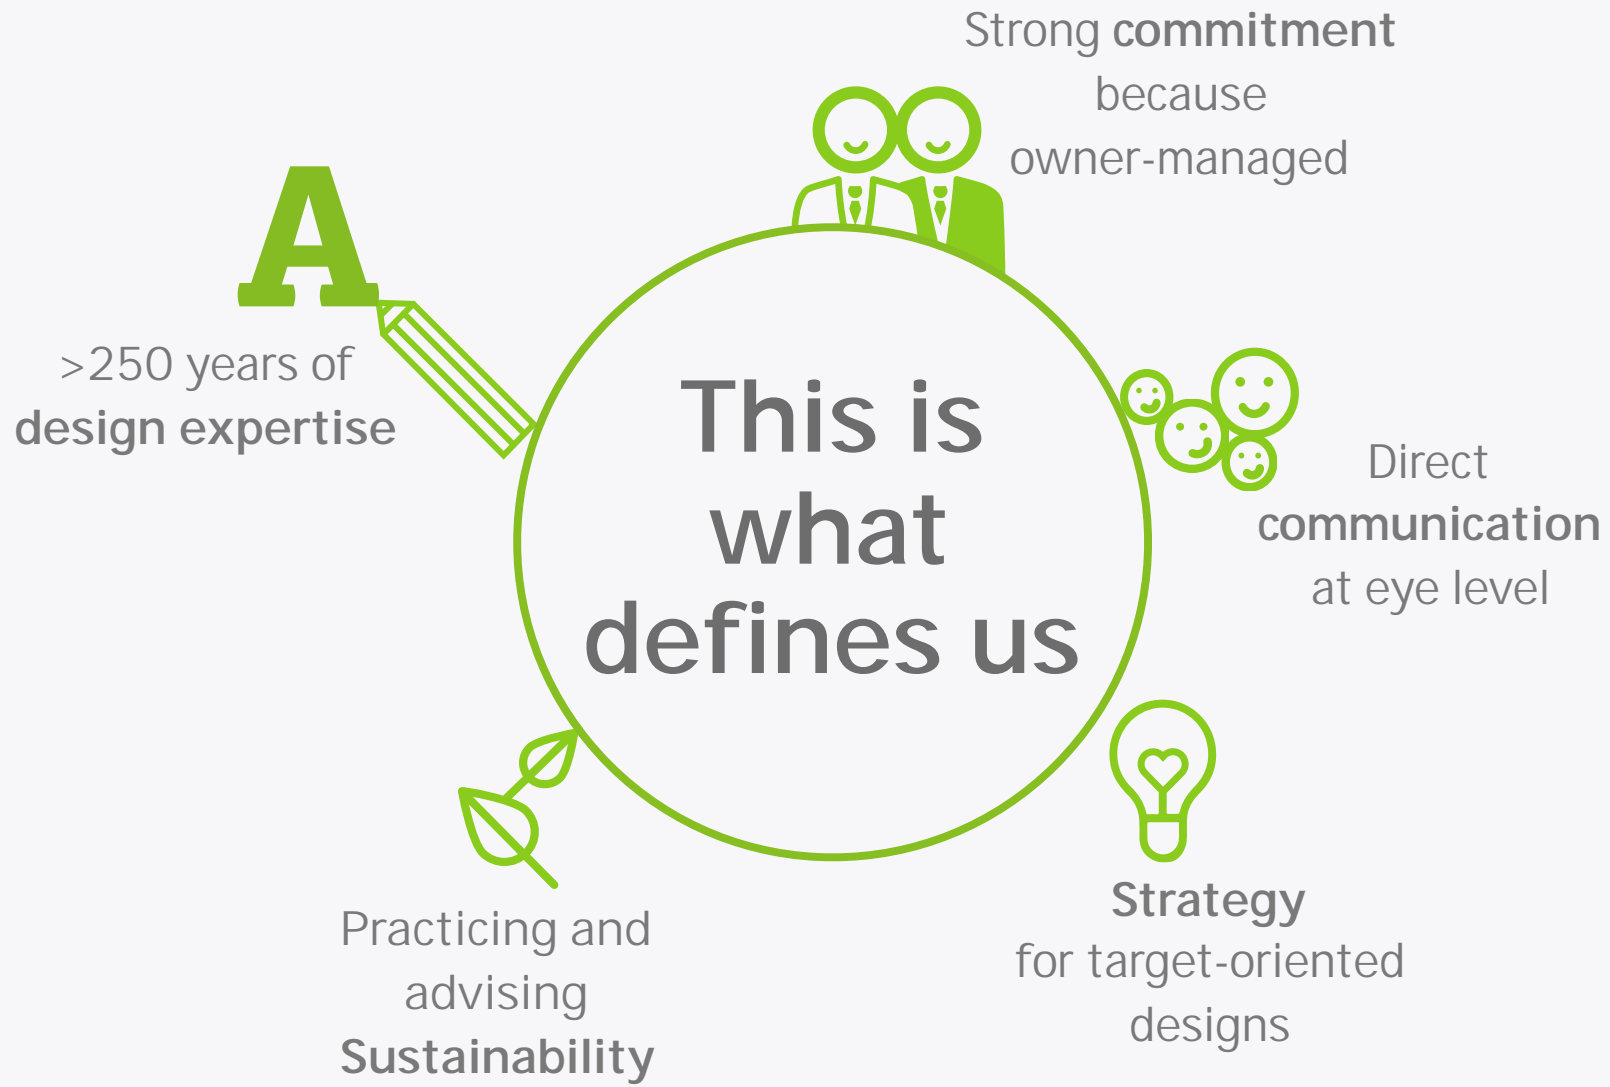 Strong commitment
because
owner-managed
A
>250 years of
design expertise
This is
what
defines us
Direct
communication
at eye level
Strategy
for target-oriented
designs
Practicing and
advising
Sustainability